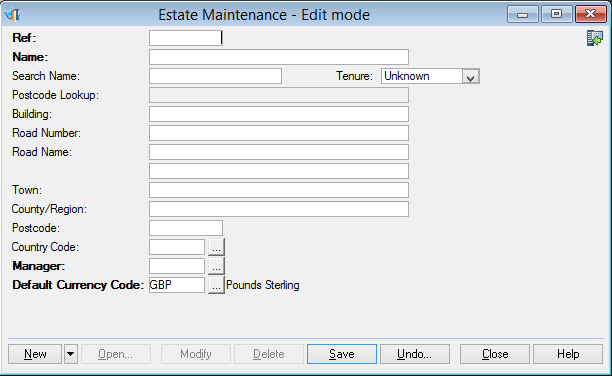 Estate Maintenance - Edit mode
Ref:
Name:
Search Name: Tenure: Unknown
Postcode Lookup:
Building:
Road Number:
Road Name:
Town:
County/Region:
Postcode:
Country Code: ...
Manager: ...
Default Currency Code: GBP ... Pounds Sterling
New Open... Modify Delete Save Undo... Close Help